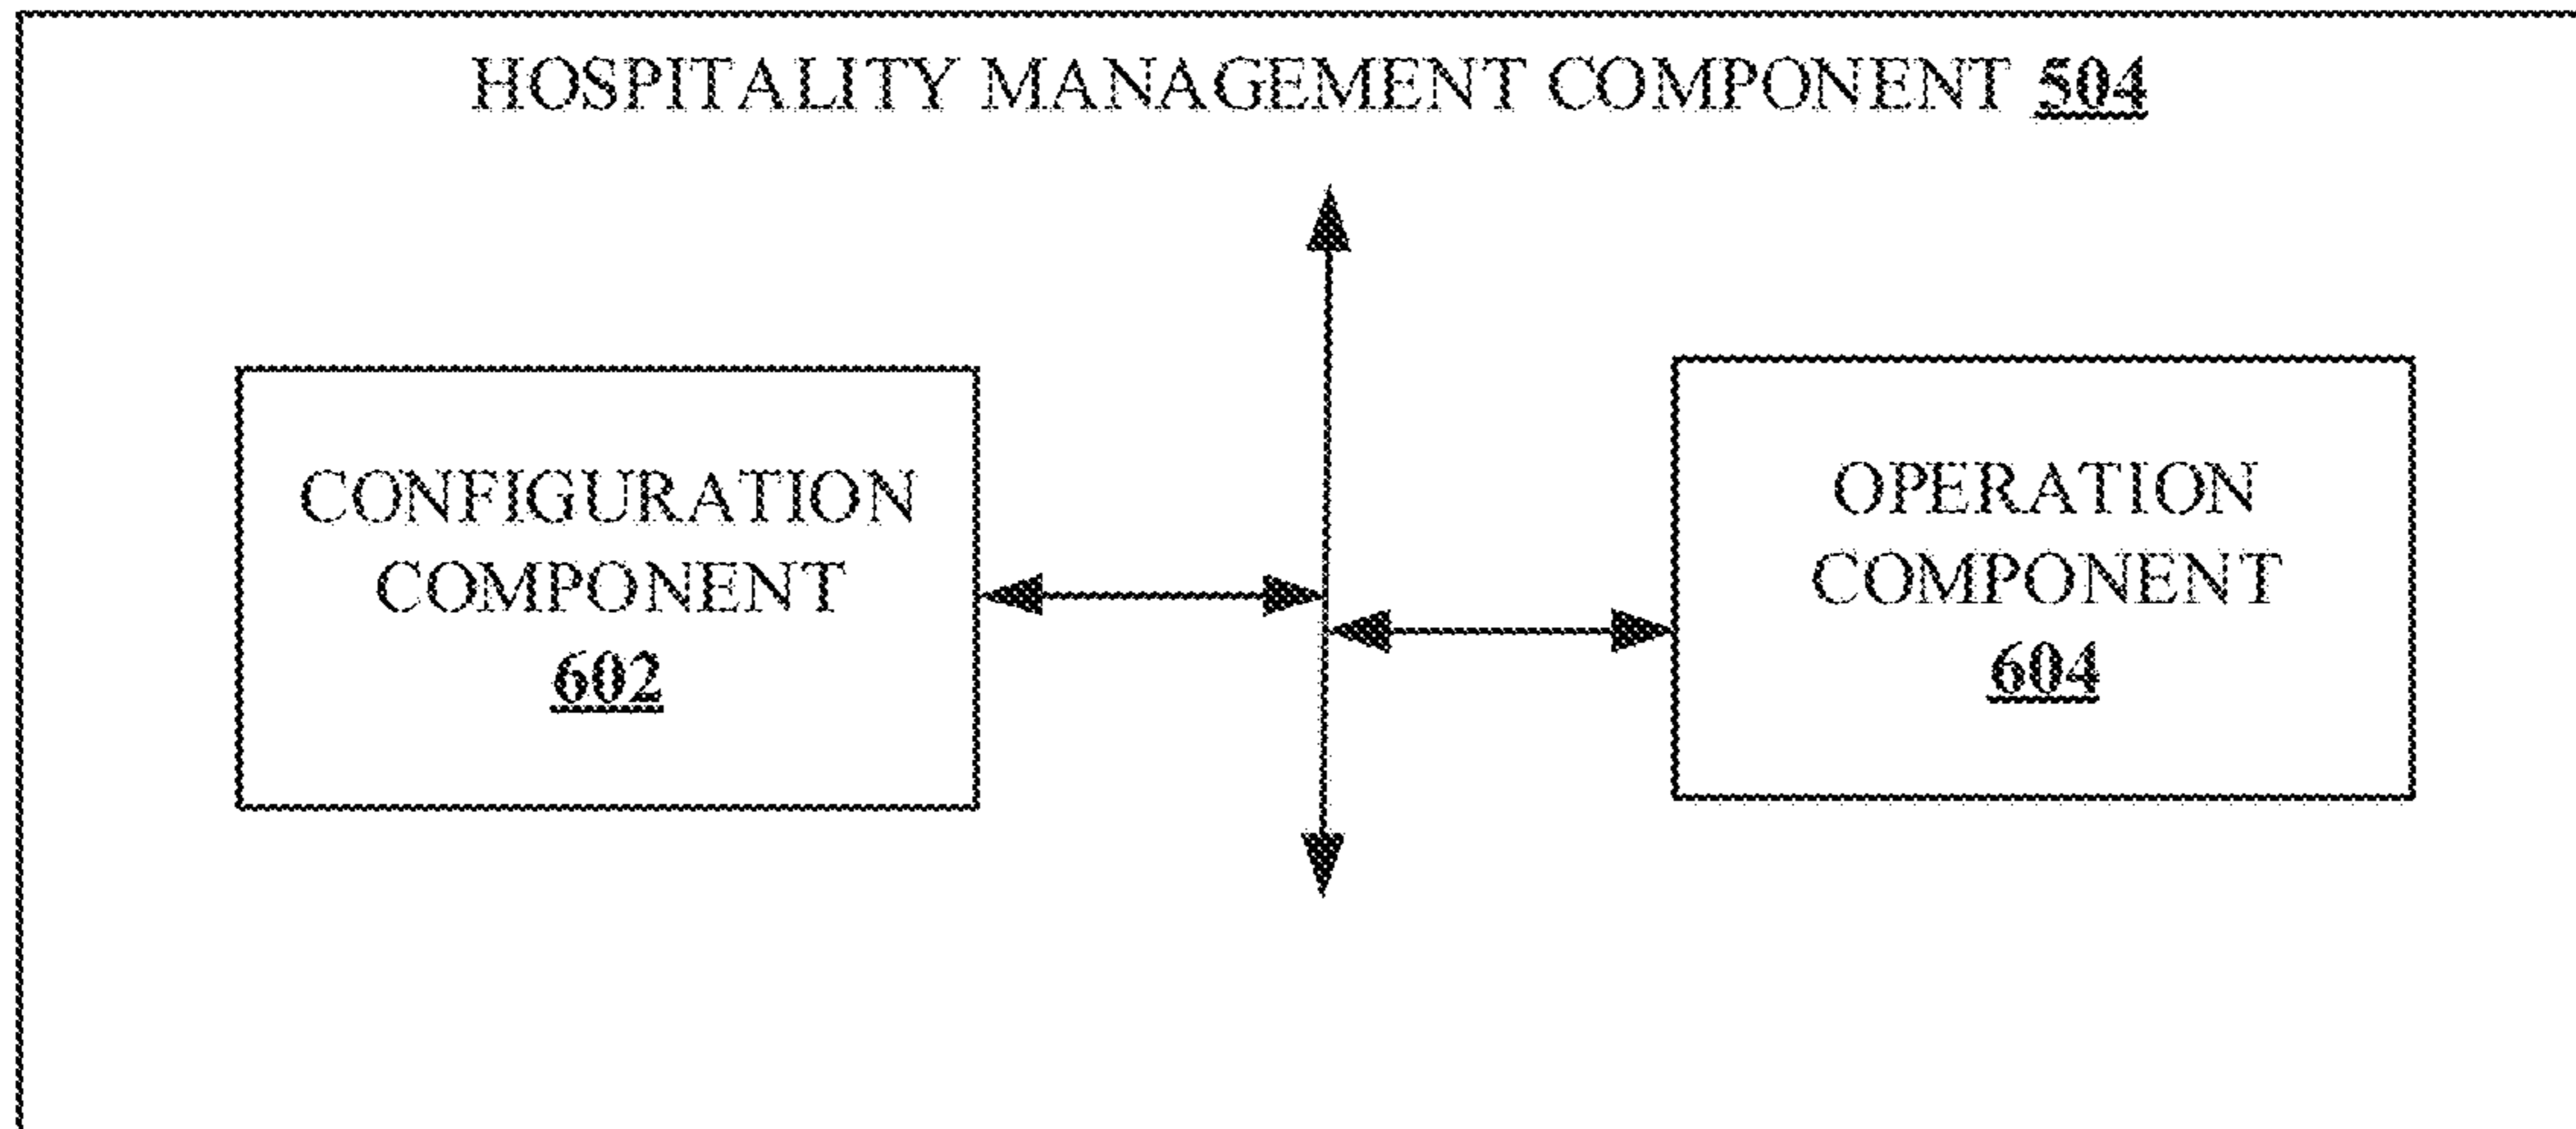 HOSPITALITY MANAGEMENT COMPONENT 504
CONFIGURATION
COMPONENT
602
OPERATION
COMPONENT
604